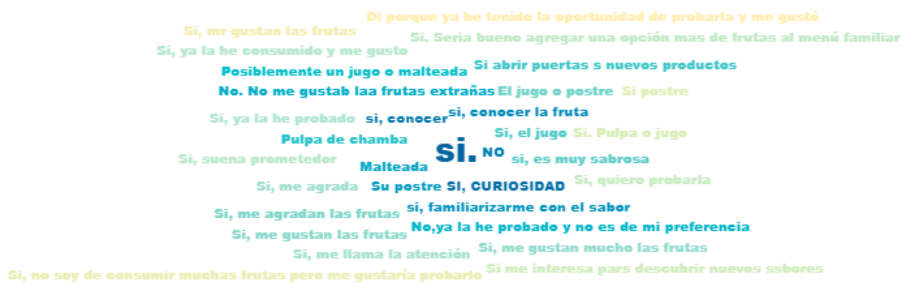 Di porque ya he tenido la oportunidad de probarla y me gustó
Si, mr gustan las frutas
Si. Seria bueno agregar una opción mas de frutas al menú familiar
Si, ya la he consumido y me gusto
Posiblemente un jugo o malteada
Si abrir puertas s nuevos productos
No. No me gustab laa frutas extrañas
El jugo o postre
Si postre
Si, ya la he probado
si, conocer
si, conocer la fruta
Pulpa de chamba
Si, el jugo
Si. Pulpa o jugo
si.
NO
Si, suena prometedor
Malteada
si, es muy sabrosa
Si, me agrada
Su postre
SI, CURIOSIDAD
Si, quiero probarla
Si, me agradan las frutas
si, familiarizarme con el sabor
Si, me gustan las frutas
No,ya la he probado y no es de mi preferencia
Si, me llama la atención
Si, me gustan mucho las frutas
Si, no soy de consumir muchas frutas pero me gustaría probarlo
Si me interesa pars descubrir nuevos ssbores